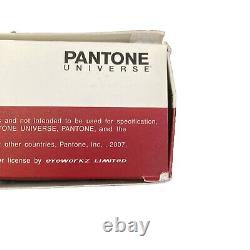 PANTONE
UNIVERSE
s and not intended to be used for specification.
TONE UNIVERSE, PANTONE, and the
other countries, Pantone, Inc. , 2007.
er license by eyeworkz LIMITED